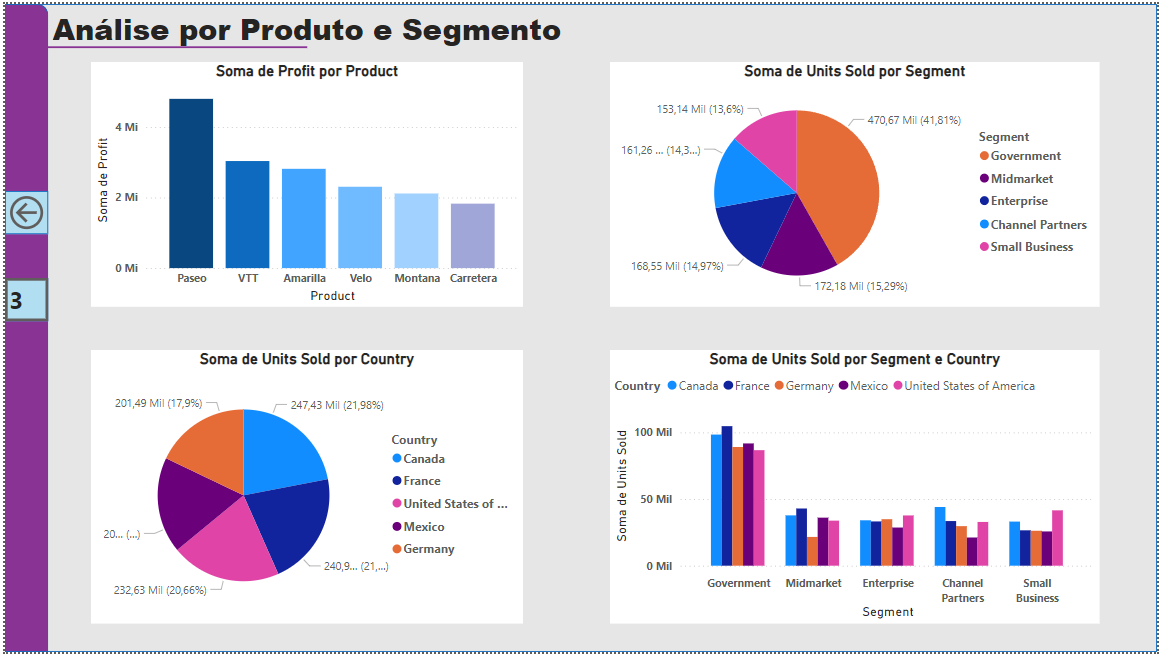 Análise por Produto e Segmento
Soma de Profit por Product
Soma de Profit
4 Mi
2 Mi
0 Mi
Paseo
VTT
Amarilla
Velo
Montana
Carretera
Product
Soma de Units Sold por Segment
153,14 Mil (13,6%)
470,67 Mil (41,81%)
161,26 ... (14,3...)
168,55 Mil (14,97%)
172,18 Mil (15,29%)
Segment
Government
Midmarket
Enterprise
Channel Partners
Small Business
3
Soma de Units Sold por Country
201,49 Mil (17,9%)
247,43 Mil (21,98%)
20... (...)
240,9... (21,...)
232,63 Mil (20,66%)
Country
Canada
France
United States of ...
Mexico
Germany
Soma de Units Sold por Segment e Country
Country Canada France Germany Mexico United States of America
Soma de Units Sold
100 Mil
50 Mil
0 Mil
Government
Midmarket
Enterprise
Channel
Partners
Small
Business
Segment